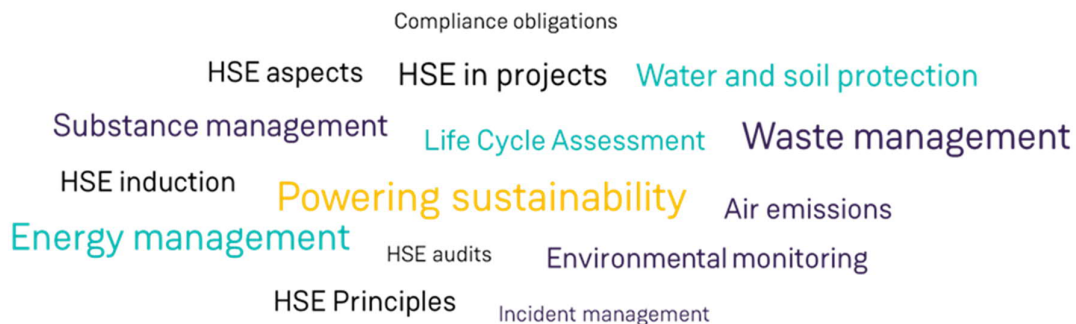 Compliance obligations
HSE aspects HSE in projects Water and soil protection
Substance management Life Cycle Assessment Waste management
HSE induction Powering sustainability Air emissions
Energy management HSE audits Environmental monitoring
HSE Principles Incident management